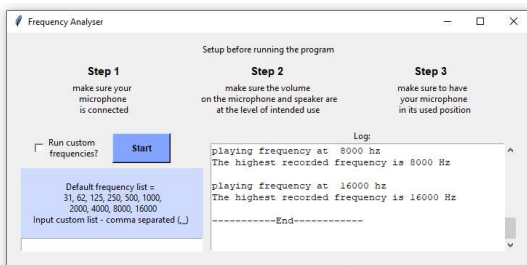 Frequency Analyser
Setup before running the program
Step 1
make sure your
microphone
is connected
Step 2
make sure the volume
on the microphone and speaker are
at the level of intended use
Step 3
make sure to have
your microphone
in its used position
Run custom
frequencies?
Start
Default frequency list =
31, 62, 125, 250, 500, 1000,
2000, 4000, 8000, 16000
Input custom list - comma separated (,_)
Log:
playing frequency at  8000 hz
The highest recorded frequency is 8000 Hz
playing frequency at  16000 hz
The highest recorded frequency is 16000 Hz
-----------End------------